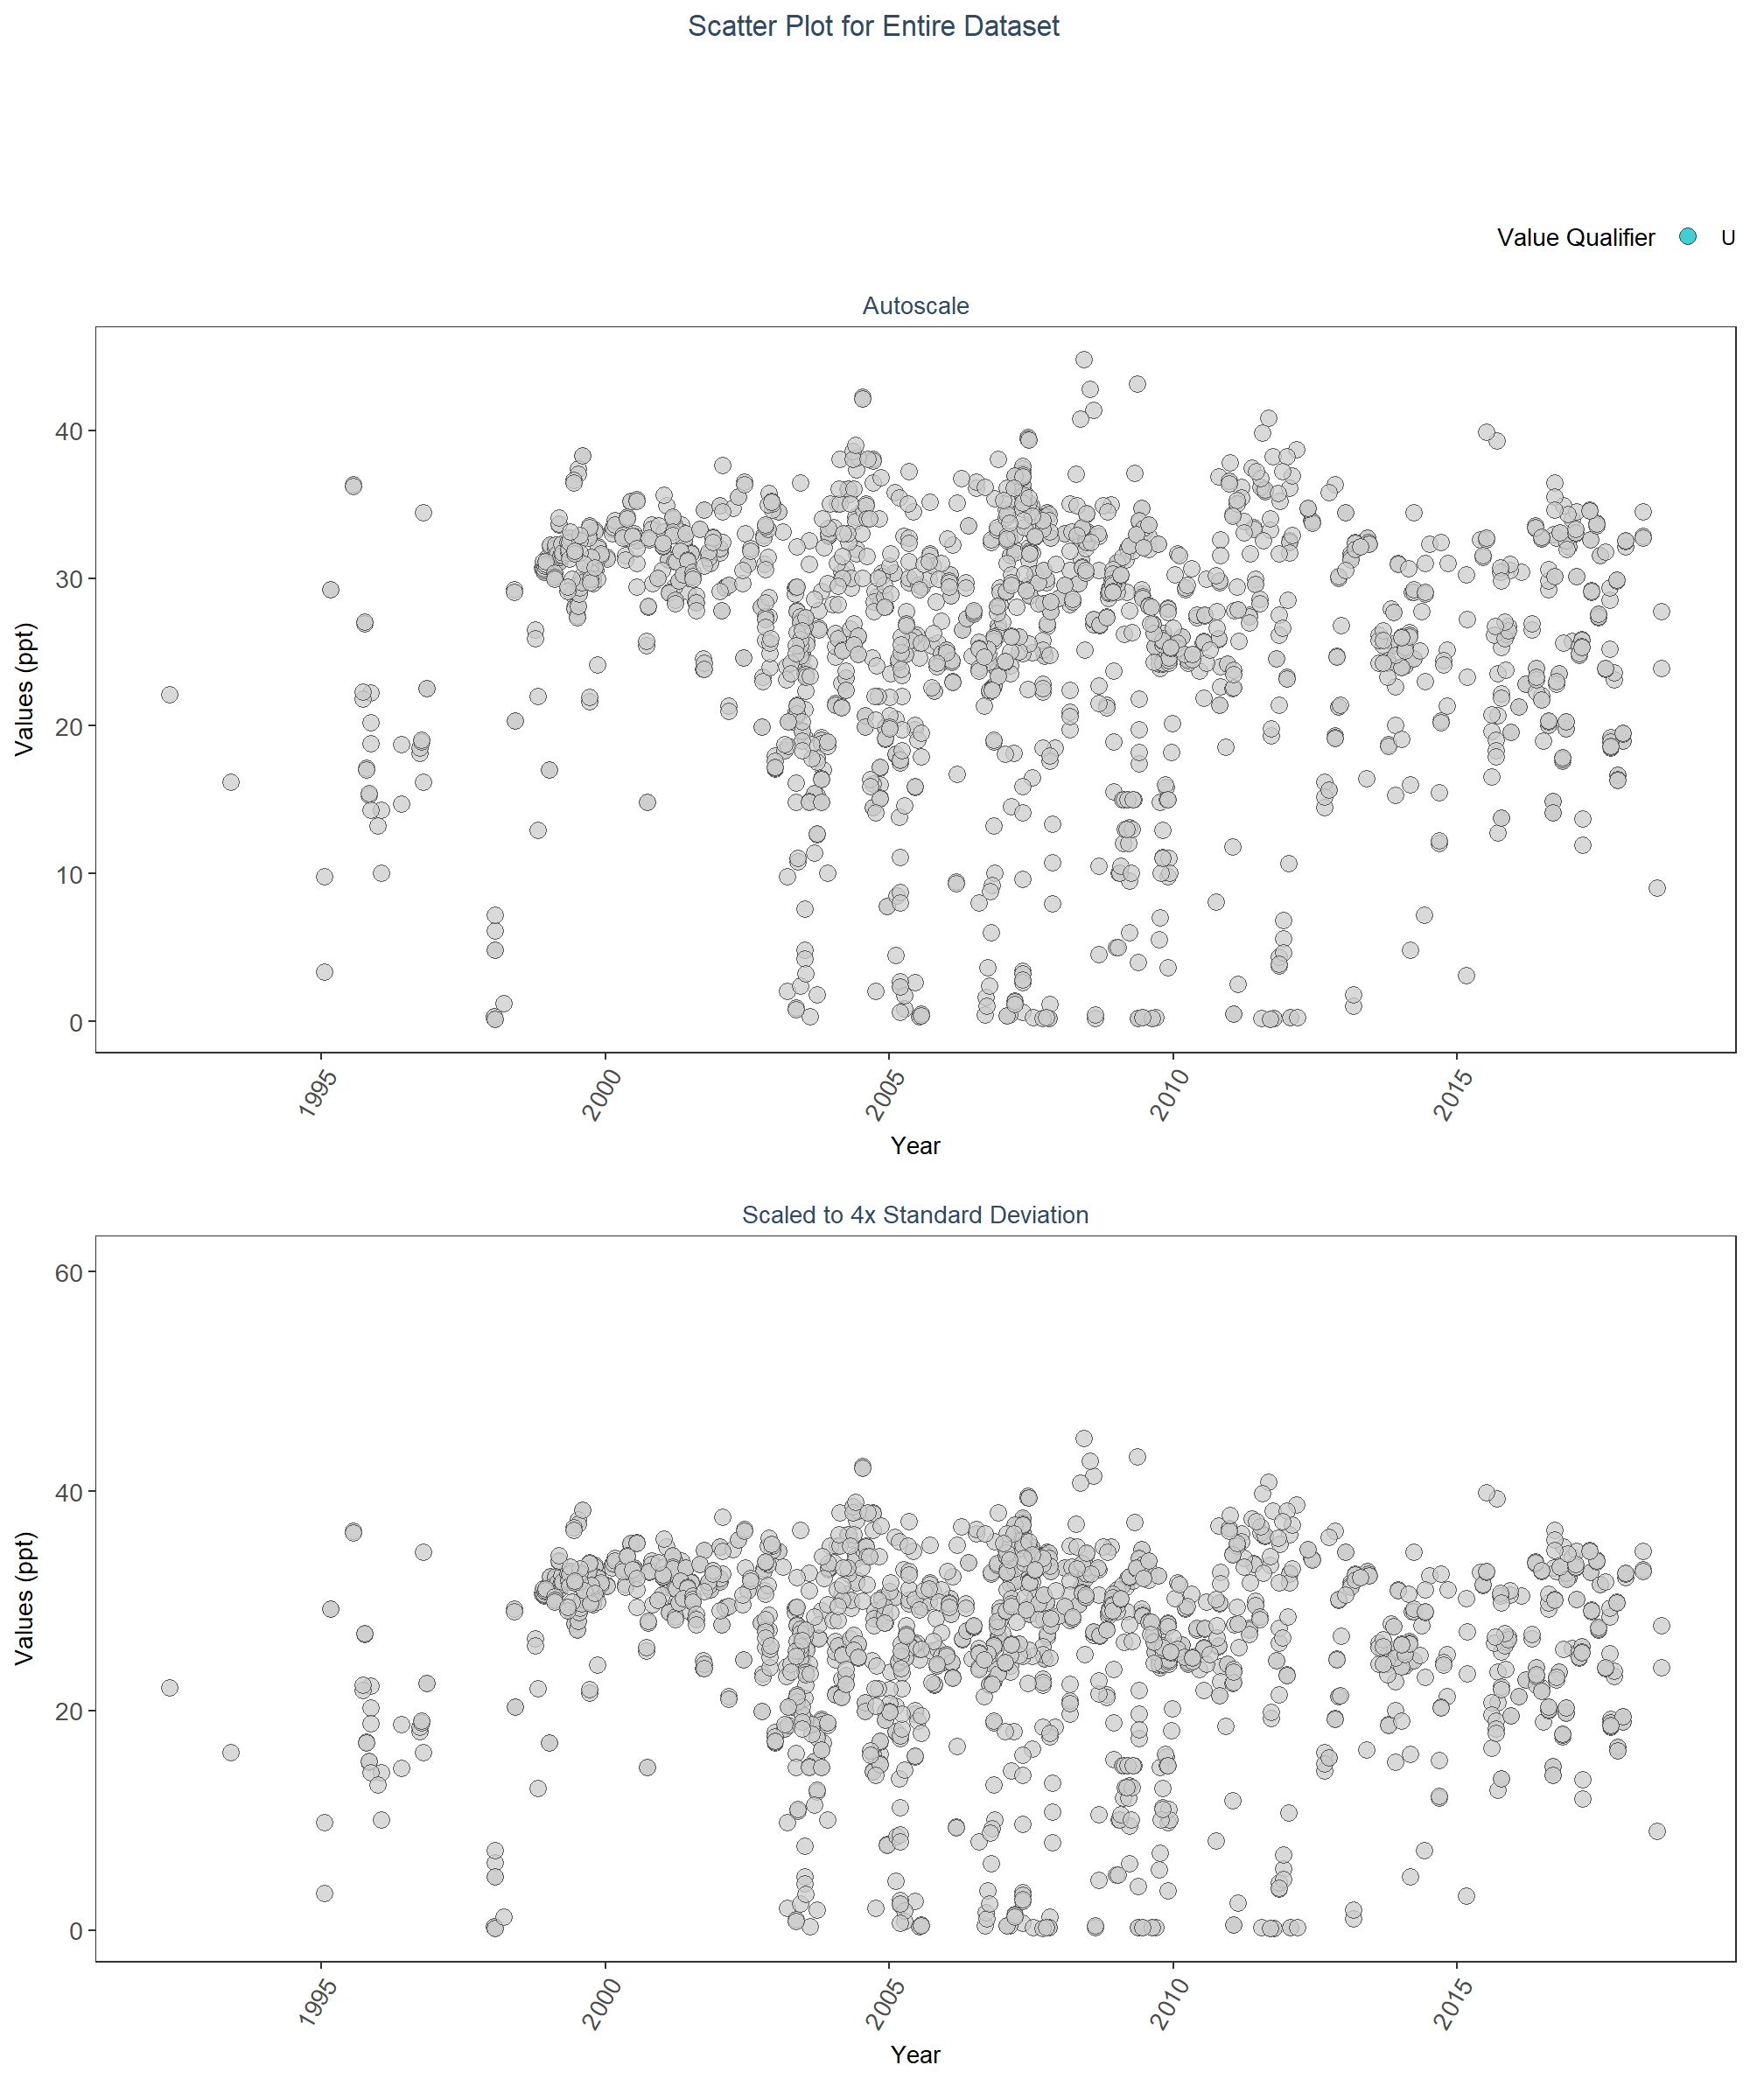 Scatter Plot for Entire Dataset
Value Qualifier U
Autoscale
Values (ppt)
40
30
20
10
0
1995 2000 2005 2010 2015
Year
Scaled to 4x Standard Deviation
Values (ppt)
60
40
20
0
1995 2000 2005 2010 2015
Year